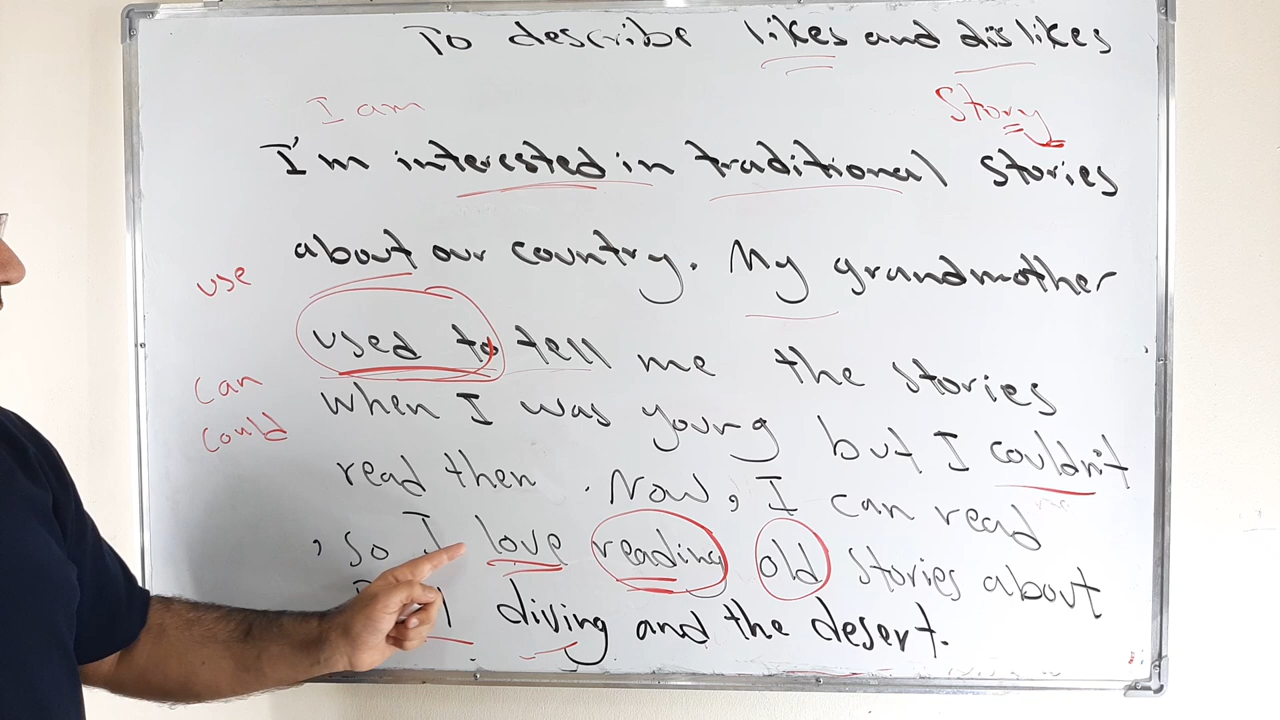 To describe likes and dislikes
I am
Story
I'm interested in traditional stories
about our country. My grandmother
use
used to tell me the stories
can
when I was young but I couldn't
could
read then. Now, I can read
, so I love reading old stories about
diving and the desert.